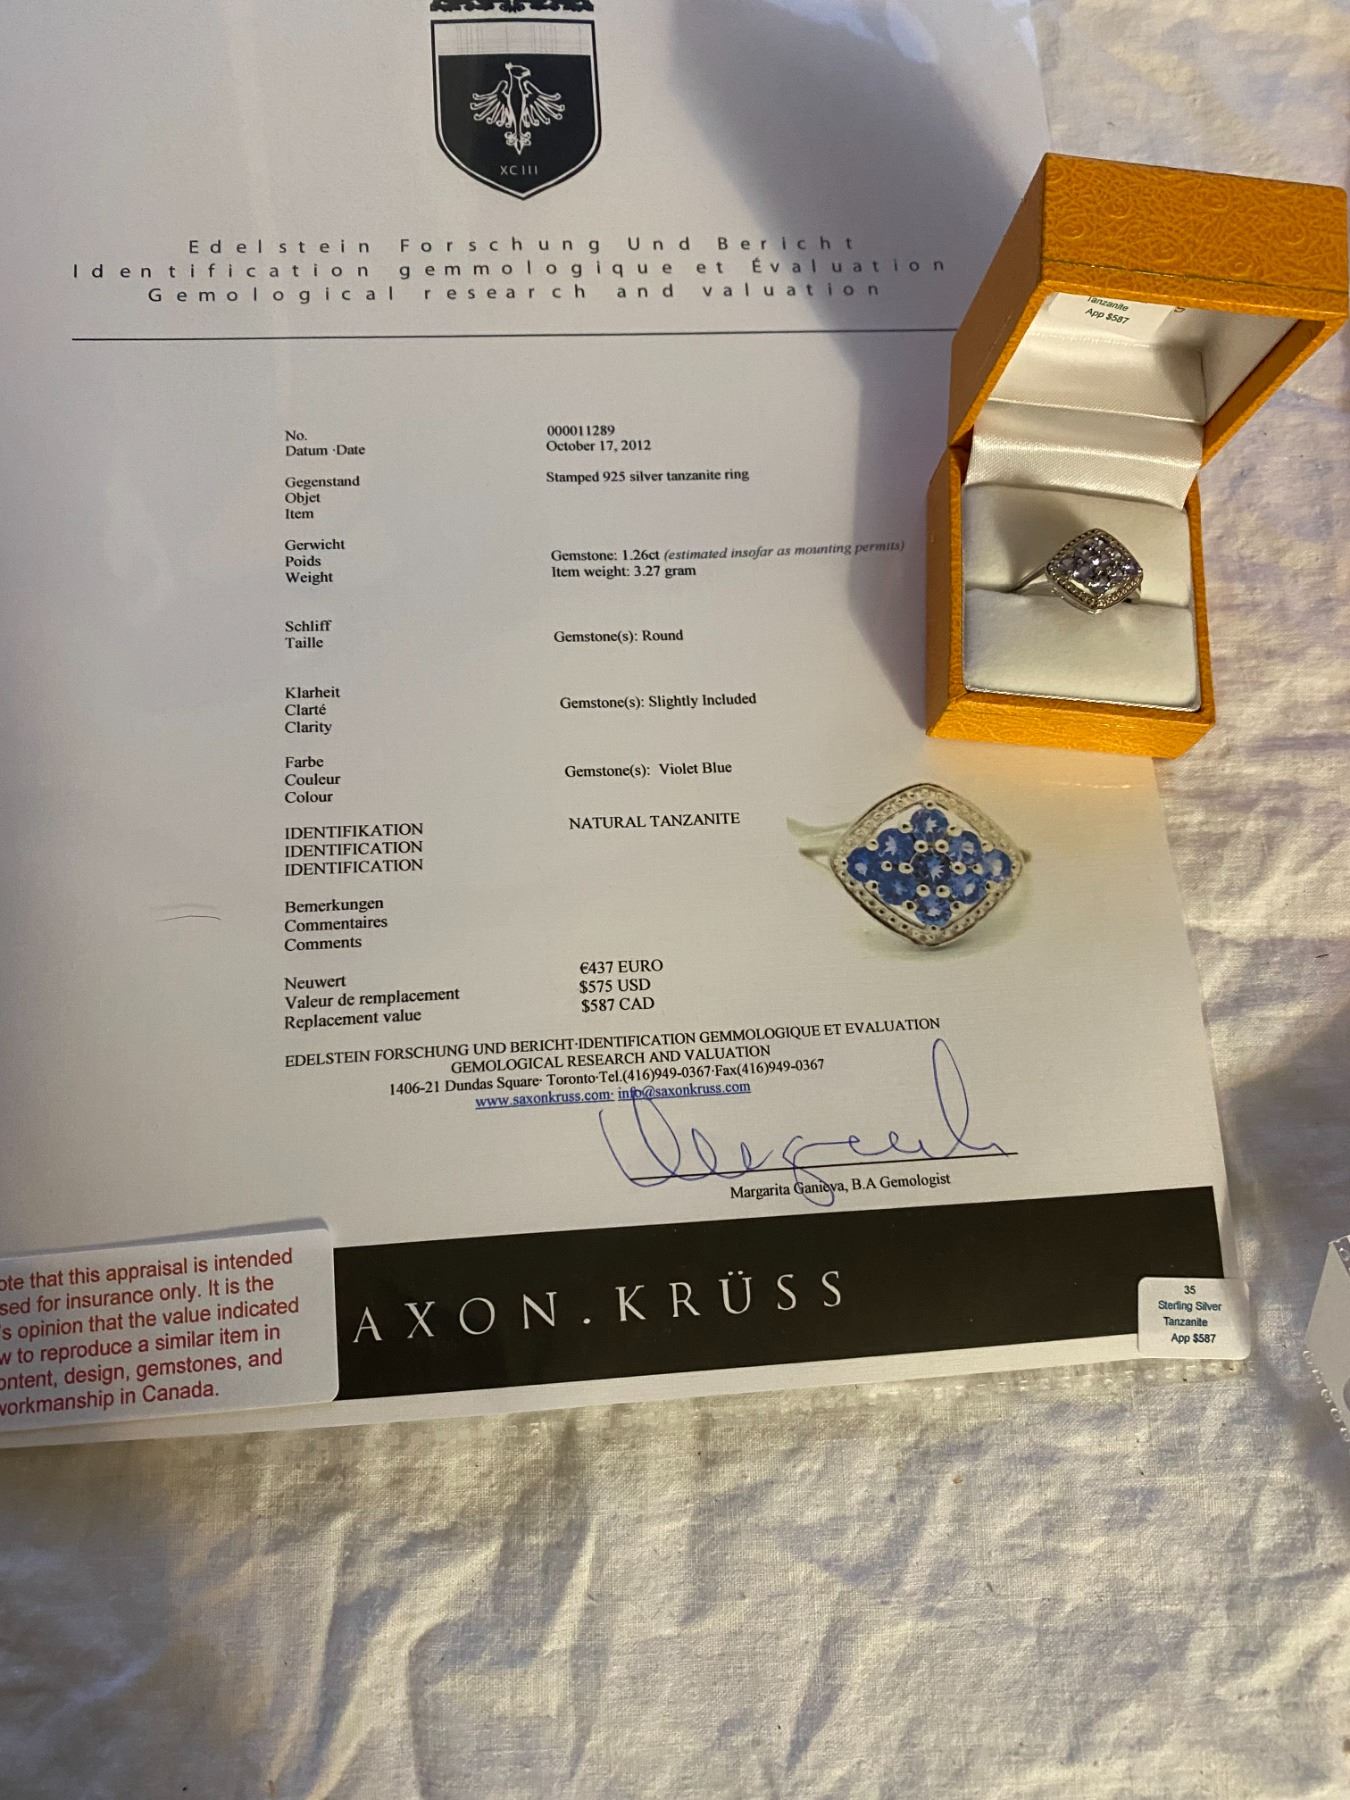 XCIII
Edelstein Forschung Und Bericht
Identification gemmologique et Évaluation
Gemological research and valuation
Tanzanite
App $587
No. 000011289
Datum ·Date October 17, 2012
Gegenstand Stamped 925 silver tanzanite ring
Objet
Item
Gerwicht Gemstone: 1.26ct (estimated insofar as mounting permits)
Poids Item weight: 3.27 gram
Weight
Schliff Gemstone(s): Round
Taille
Klarheit Gemstone(s): Slightly Included
Clarté
Clarity
Farbe Gemstone(s): Violet Blue
Couleur
Colour
IDENTIFIKATION NATURAL TANZANITE
IDENTIFICATION
IDENTIFICATION
Bemerkungen
Commentaires
Comments
Neuwert €437 EURO
Valeur de remplacement $575 USD
Replacement value $587 CAD
EDELSTEIN FORSCHUNG UND BERICHT·IDENTIFICATION GEMMOLOGIQUE ET EVALUATION
GEMOLOGICAL RESEARCH AND VALUATION
1406-21 Dundas Square· Toronto·Tel.(416)949-0367·Fax(416)949-0367
www.saxonkruss.com· info@saxonkruss.com
Margarita Ganieva, B.A Gemologist
AXON.KRÜSS
ote that this appraisal is intended
sed for insurance only. It is the
's opinion that the value indicated
w to reproduce a similar item in
ontent, design, gemstones, and
workmanship in Canada.
35
Sterling Silver
Tanzanite
App $587